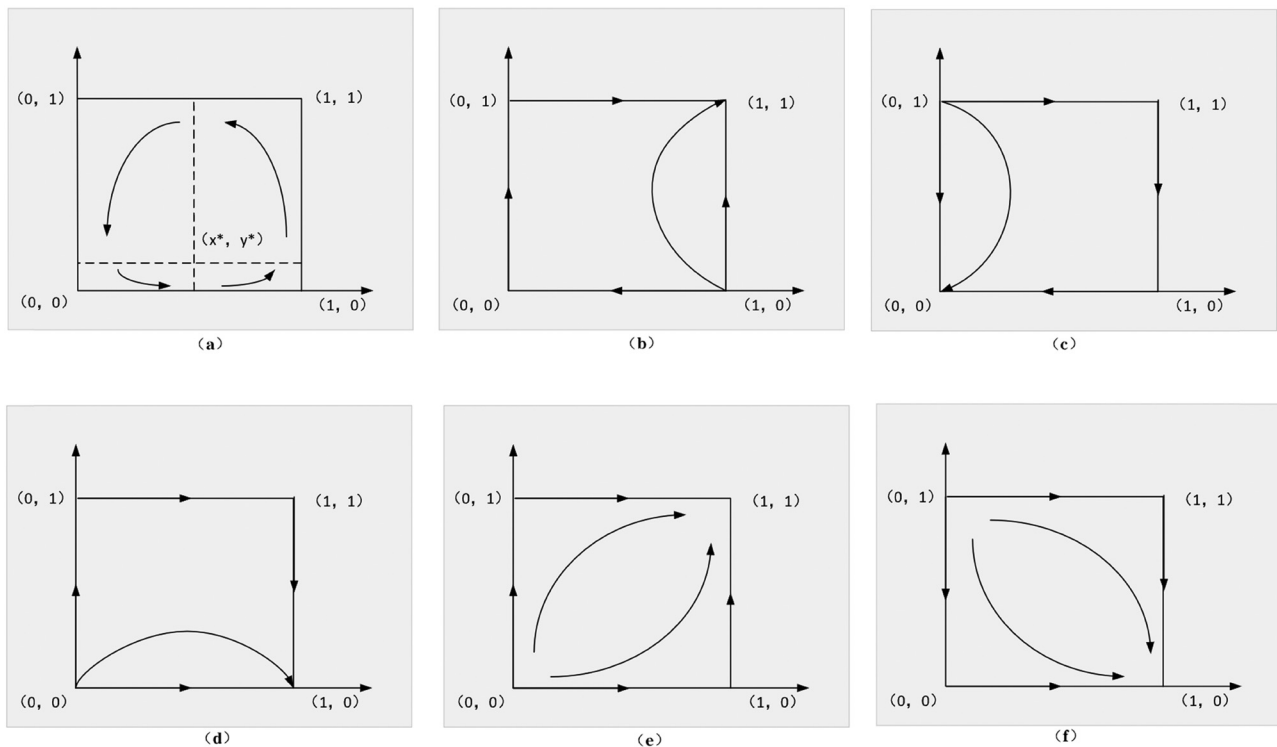 (0, 1) (1, 1) (0, 1) (1, 1) (0, 1) (1, 1)
(x*, y*)
(0, 0) (1, 0) (0, 0) (1, 0) (0, 0) (1, 0)
(a) (b) (c)
(0, 1) (1, 1) (0, 1) (1, 1) (0, 1) (1, 1)
(0, 0) (1, 0) (0, 0) (1, 0) (0, 0) (1, 0)
(d) (e) (f)